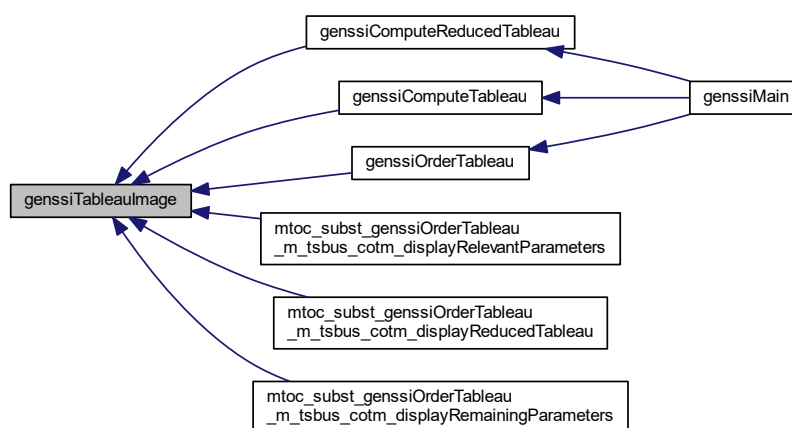 genssiComputeReducedTableau
genssiComputeTableau
genssiMain
genssiOrderTableau
genssiTableauImage
mtoc_subst_genssiOrderTableau
_m_tsbus_cotm_displayRelevantParameters
mtoc_subst_genssiOrderTableau
_m_tsbus_cotm_displayReducedTableau
mtoc_subst_genssiOrderTableau
_m_tsbus_cotm_displayRemainingParameters